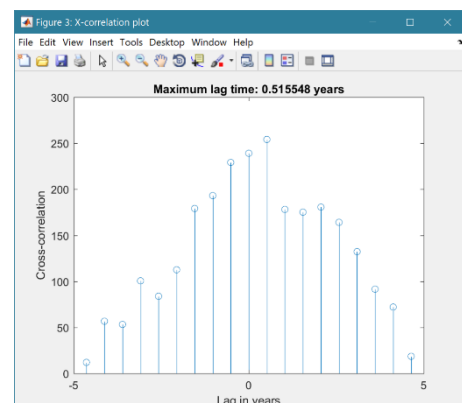 Figure 3: X-correlation plot
File Edit View Insert Tools Desktop Window Help
Maximum lag time: 0.515548 years
300
250
200
150
100
50
0
Cross-correlation
-5 0 5
Lag in years